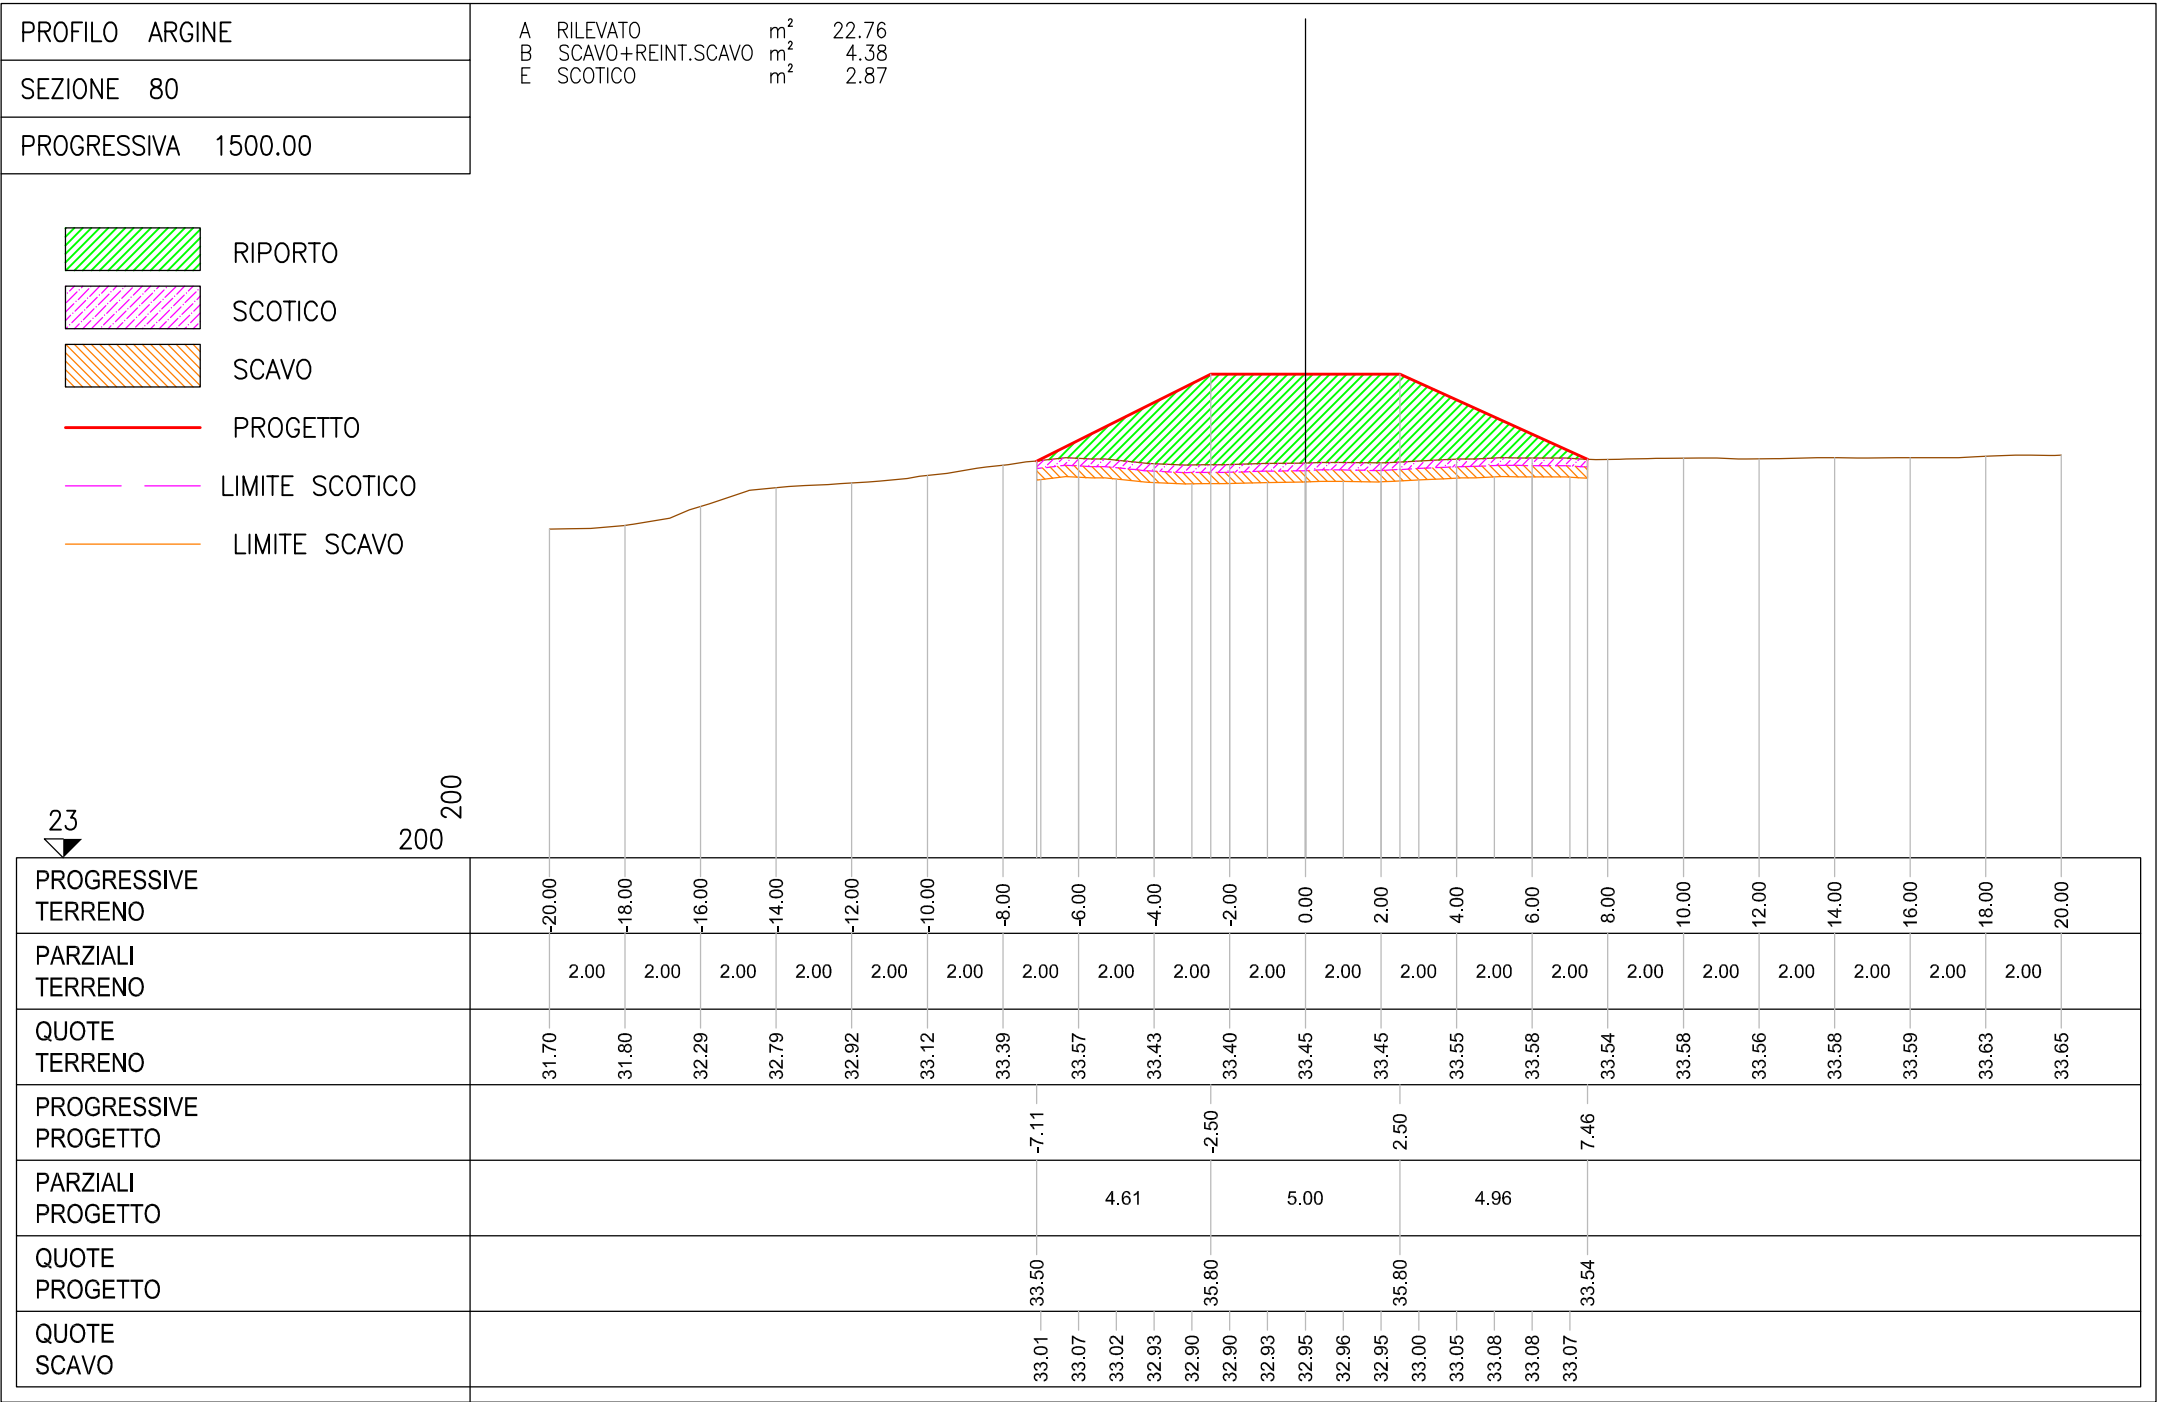 PROFILO ARGINE
SEZIONE 80
PROGRESSIVA 1500.00
A RILEVATO m² 22.76
B SCAVO+REINT.SCAVO m² 4.38
E SCOTICO m² 2.87
RIPORTO
SCOTICO
SCAVO
PROGETTO
LIMITE SCOTICO
LIMITE SCAVO
23
200
200
PROGRESSIVE
TERRENO
-20.00 -18.00 -16.00 -14.00 -12.00 -10.00 -8.00 -6.00 -4.00 -2.00 0.00 2.00 4.00 6.00 8.00 10.00 12.00 14.00 16.00 18.00 20.00
PARZIALI
TERRENO
2.00 2.00 2.00 2.00 2.00 2.00 2.00 2.00 2.00 2.00 2.00 2.00 2.00 2.00 2.00 2.00 2.00 2.00 2.00 2.00
QUOTE
TERRENO
31.70 31.80 32.29 32.79 32.92 33.12 33.39 33.57 33.43 33.40 33.45 33.45 33.55 33.58 33.54 33.58 33.56 33.58 33.59 33.63 33.65
PROGRESSIVE
PROGETTO
-7.11 -2.50 2.50 7.46
PARZIALI
PROGETTO
4.61 5.00 4.96
QUOTE
PROGETTO
33.50 35.80 35.80 33.54
QUOTE
SCAVO
33.01 33.07 33.02 32.93 32.90 32.90 32.93 32.95 32.96 32.95 33.00 33.05 33.08 33.08 33.07